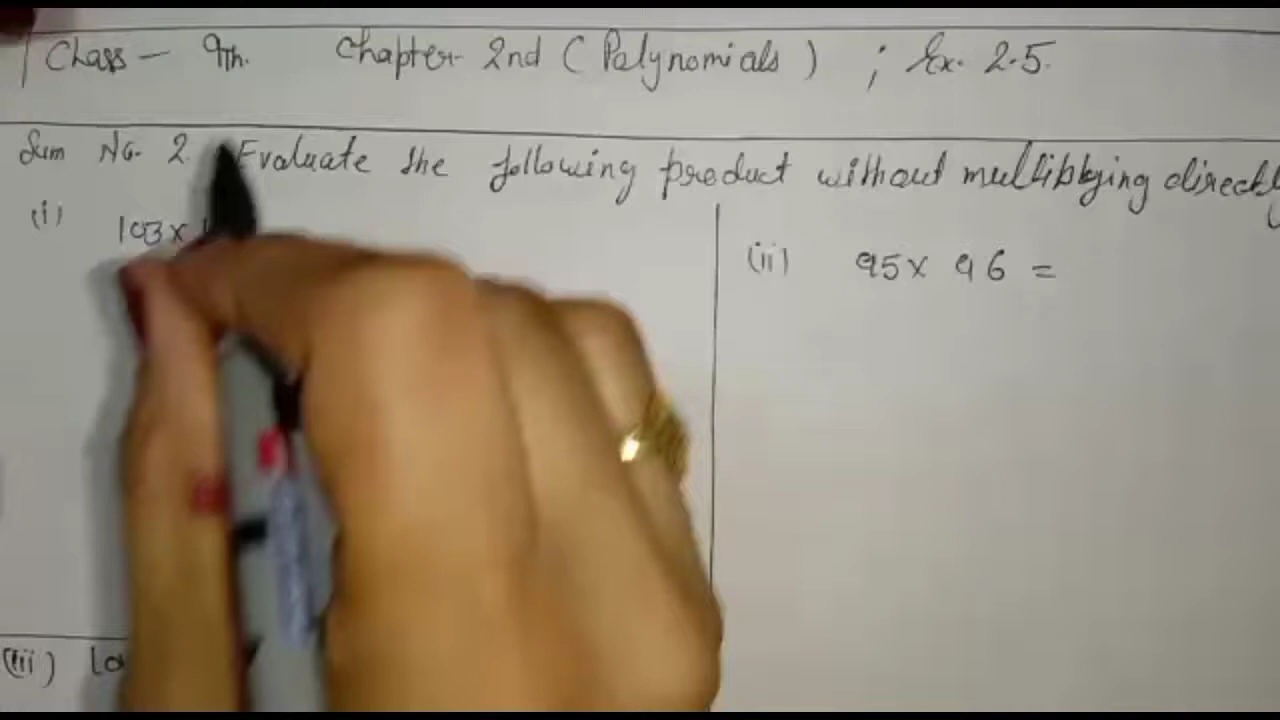 Class - 9th. Chapter 2nd (Polynomials) ; Ex. 2.5.
Sum No. 2 Evaluate the following product without multiplying directly
(i) 103 ×
(ii) 95 × 96 =
(iii)